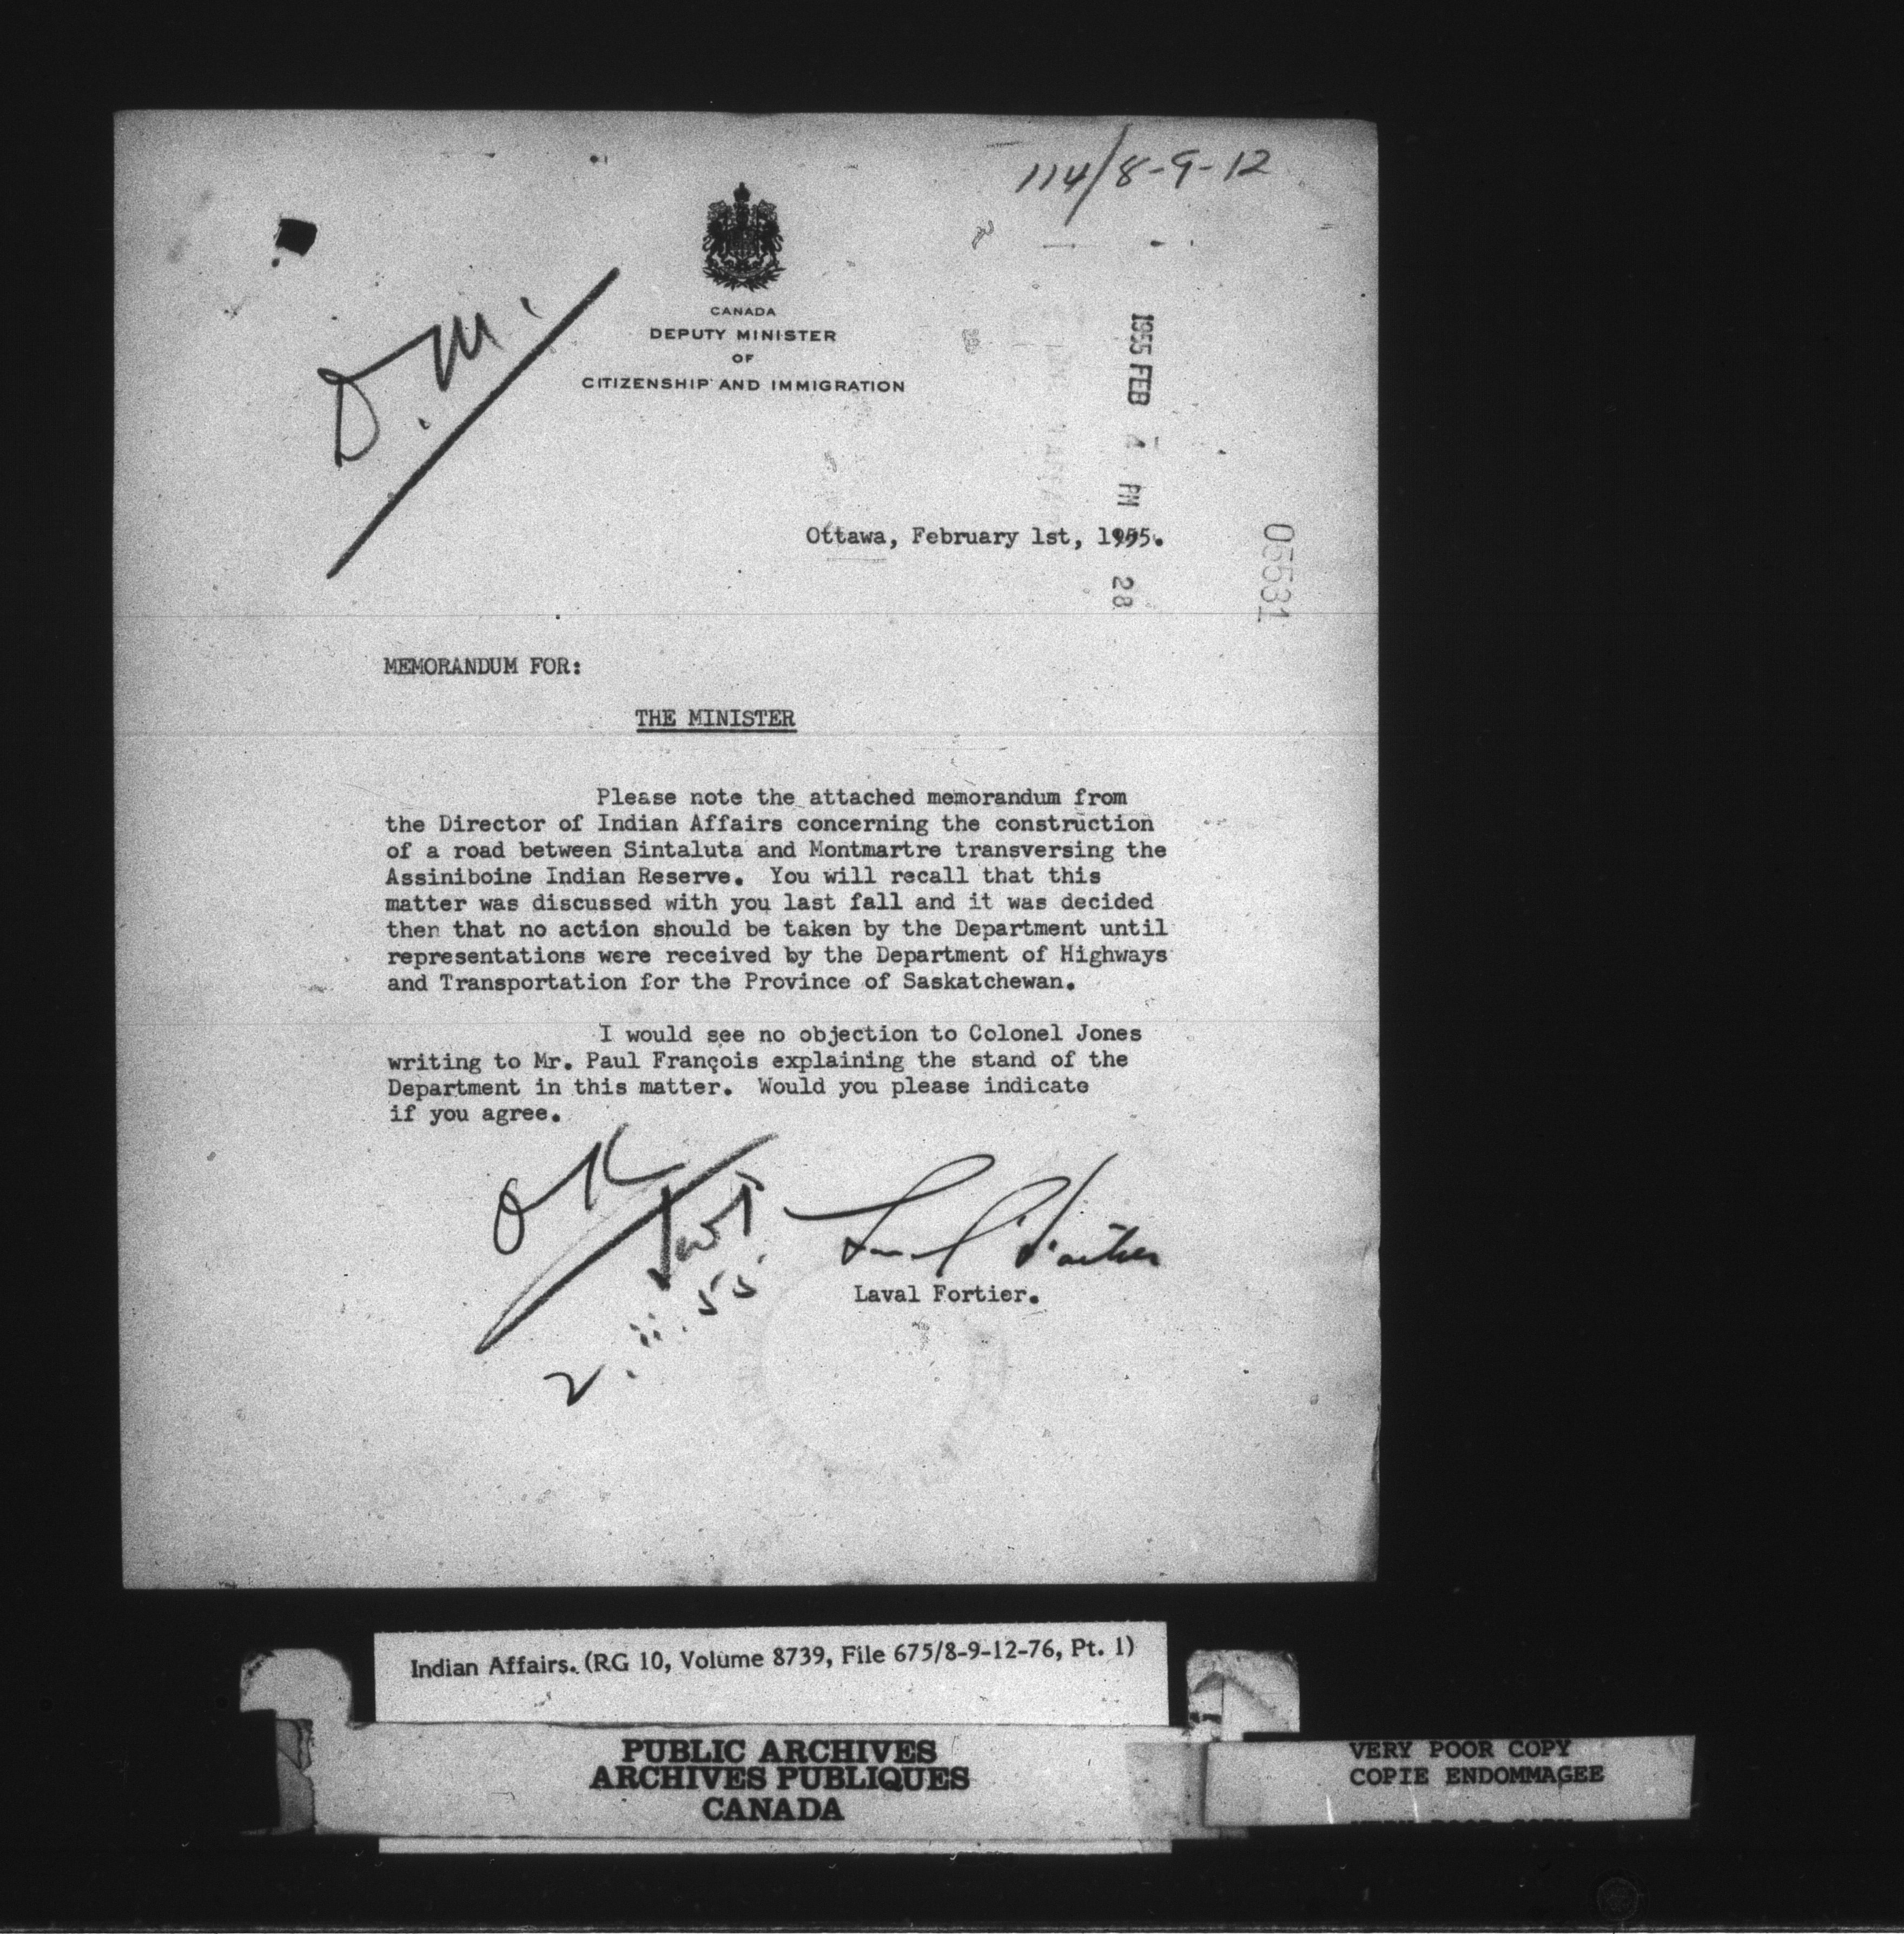 114/8-9-12
D.M.
CANADA
DEPUTY MINISTER
OF
CITIZENSHIP AND IMMIGRATION
1955 FEB 4 PM 28
05531
Ottawa, February 1st, 1955.
MEMORANDUM FOR:
THE MINISTER
Please note the attached memorandum from
the Director of Indian Affairs concerning the construction
of a road between Sintaluta and Montmartre transversing the
Assiniboine Indian Reserve. You will recall that this
matter was discussed with you last fall and it was decided
then that no action should be taken by the Department until
representations were received by the Department of Highways
and Transportation for the Province of Saskatchewan.
I would see no objection to Colonel Jones
writing to Mr. Paul François explaining the stand of the
Department in this matter. Would you please indicate
if you agree.
OK
2.ii.55
Laval Fortier
Laval Fortier.
Indian Affairs. (RG 10, Volume 8739, File 675/8-9-12-76, Pt. 1)
PUBLIC ARCHIVES
ARCHIVES PUBLIQUES
CANADA
VERY POOR COPY
COPIE ENDOMMAGEE